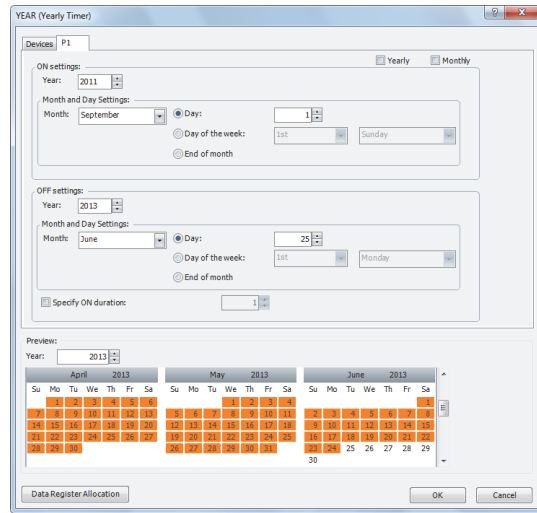 YEAR (Yearly Timer)
Devices P1
Yearly Monthly
ON settings:
Year: 2011
Month and Day Settings:
Month: September Day: 1
Day of the week: 1st Sunday
End of month
OFF settings:
Year: 2013
Month and Day Settings:
Month: June Day: 25
Day of the week: 1st Monday
End of month
Specify ON duration: 1
Preview:
Year: 2013
April 2013 May 2013 June 2013
Su Mo Tu We Th Fr Sa Su Mo Tu We Th Fr Sa Su Mo Tu We Th Fr Sa
1 2 3 4 5 6 1 2 3 4 1
7 8 9 10 11 12 13 5 6 7 8 9 10 11 2 3 4 5 6 7 8
14 15 16 17 18 19 20 12 13 14 15 16 17 18 9 10 11 12 13 14 15
21 22 23 24 25 26 27 19 20 21 22 23 24 25 16 17 18 19 20 21 22
28 29 30 26 27 28 29 30 31 23 24 25 26 27 28 29
30
Data Register Allocation OK Cancel